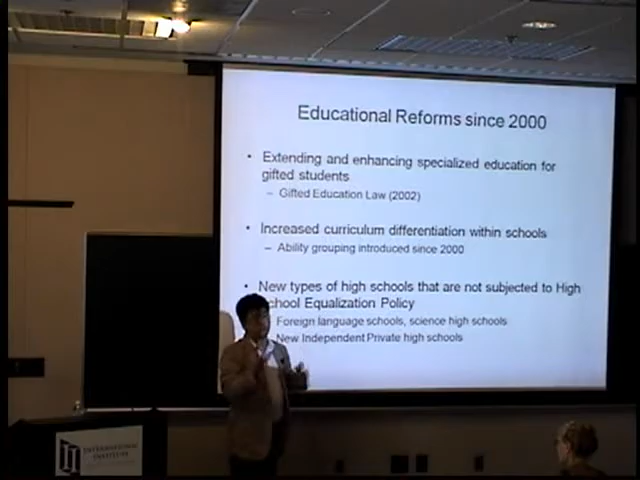 Educational Reforms since 2000
• Extending and enhancing specialized education for
gifted students
– Gifted Education Law (2002)
• Increased curriculum differentiation within schools
– Ability grouping introduced since 2000
• New types of high schools that are not subjected to High
School Equalization Policy
Foreign language schools, science high schools
New Independent Private high schools
INTERNATIONAL
INSTITUTE